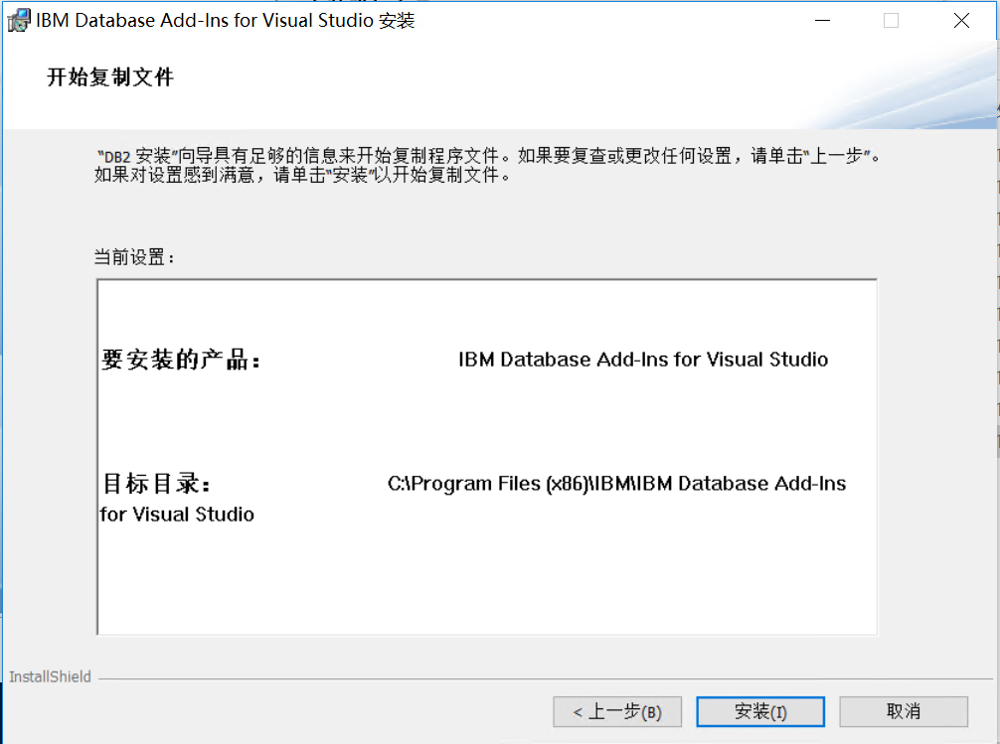 IBM Database Add-Ins for Visual Studio 安装
开始复制文件
“DB2 安装”向导具有足够的信息来开始复制程序文件。如果要复查或更改任何设置，请单击“上一步”。
如果对设置感到满意，请单击“安装”以开始复制文件。
当前设置：
要安装的产品： IBM Database Add-Ins for Visual Studio
目标目录： C:\Program Files (x86)\IBM\IBM Database Add-Ins
for Visual Studio
InstallShield
< 上一步(B) 安装(I) 取消